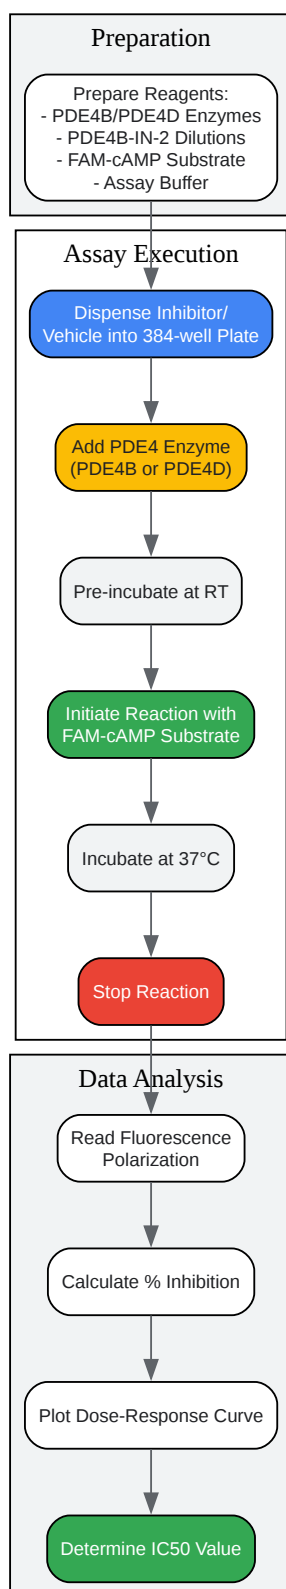 Preparation
Prepare Reagents:
- PDE4B/PDE4D Enzymes
- PDE4B-IN-2 Dilutions
- FAM-cAMP Substrate
- Assay Buffer
Assay Execution
Dispense Inhibitor/
Vehicle into 384-well Plate
Add PDE4 Enzyme
(PDE4B or PDE4D)
Pre-incubate at RT
Initiate Reaction with
FAM-cAMP Substrate
Incubate at 37°C
Stop Reaction
Data Analysis
Read Fluorescence
Polarization
Calculate % Inhibition
Plot Dose-Response Curve
Determine IC50 Value